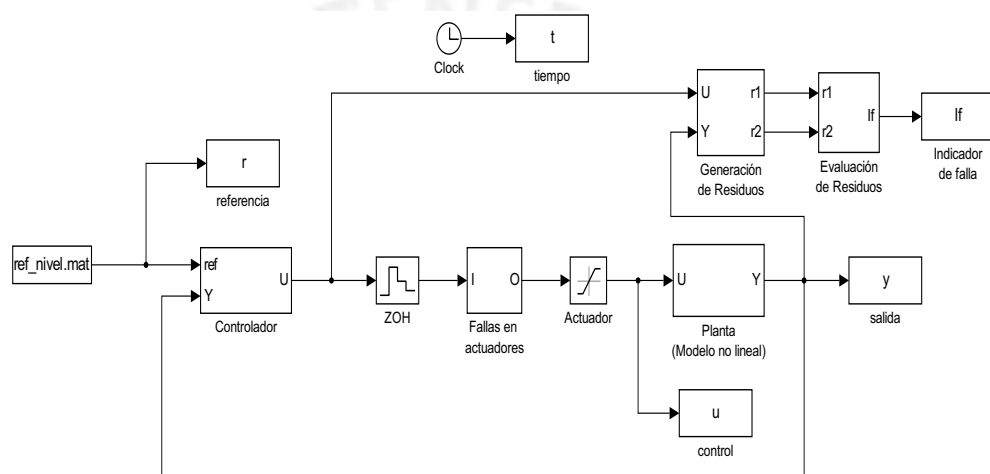 t
Clock
tiempo
U
r1
r1
If
If
Y
r2
r2
Generación
de Residuos
Evaluación
de Residuos
Indicador
de falla
r
referencia
ref_nivel.mat
ref
U
Y
Controlador
ZOH
I
O
Fallas en
actuadores
Actuador
U
Y
Planta
(Modelo no lineal)
y
salida
u
control